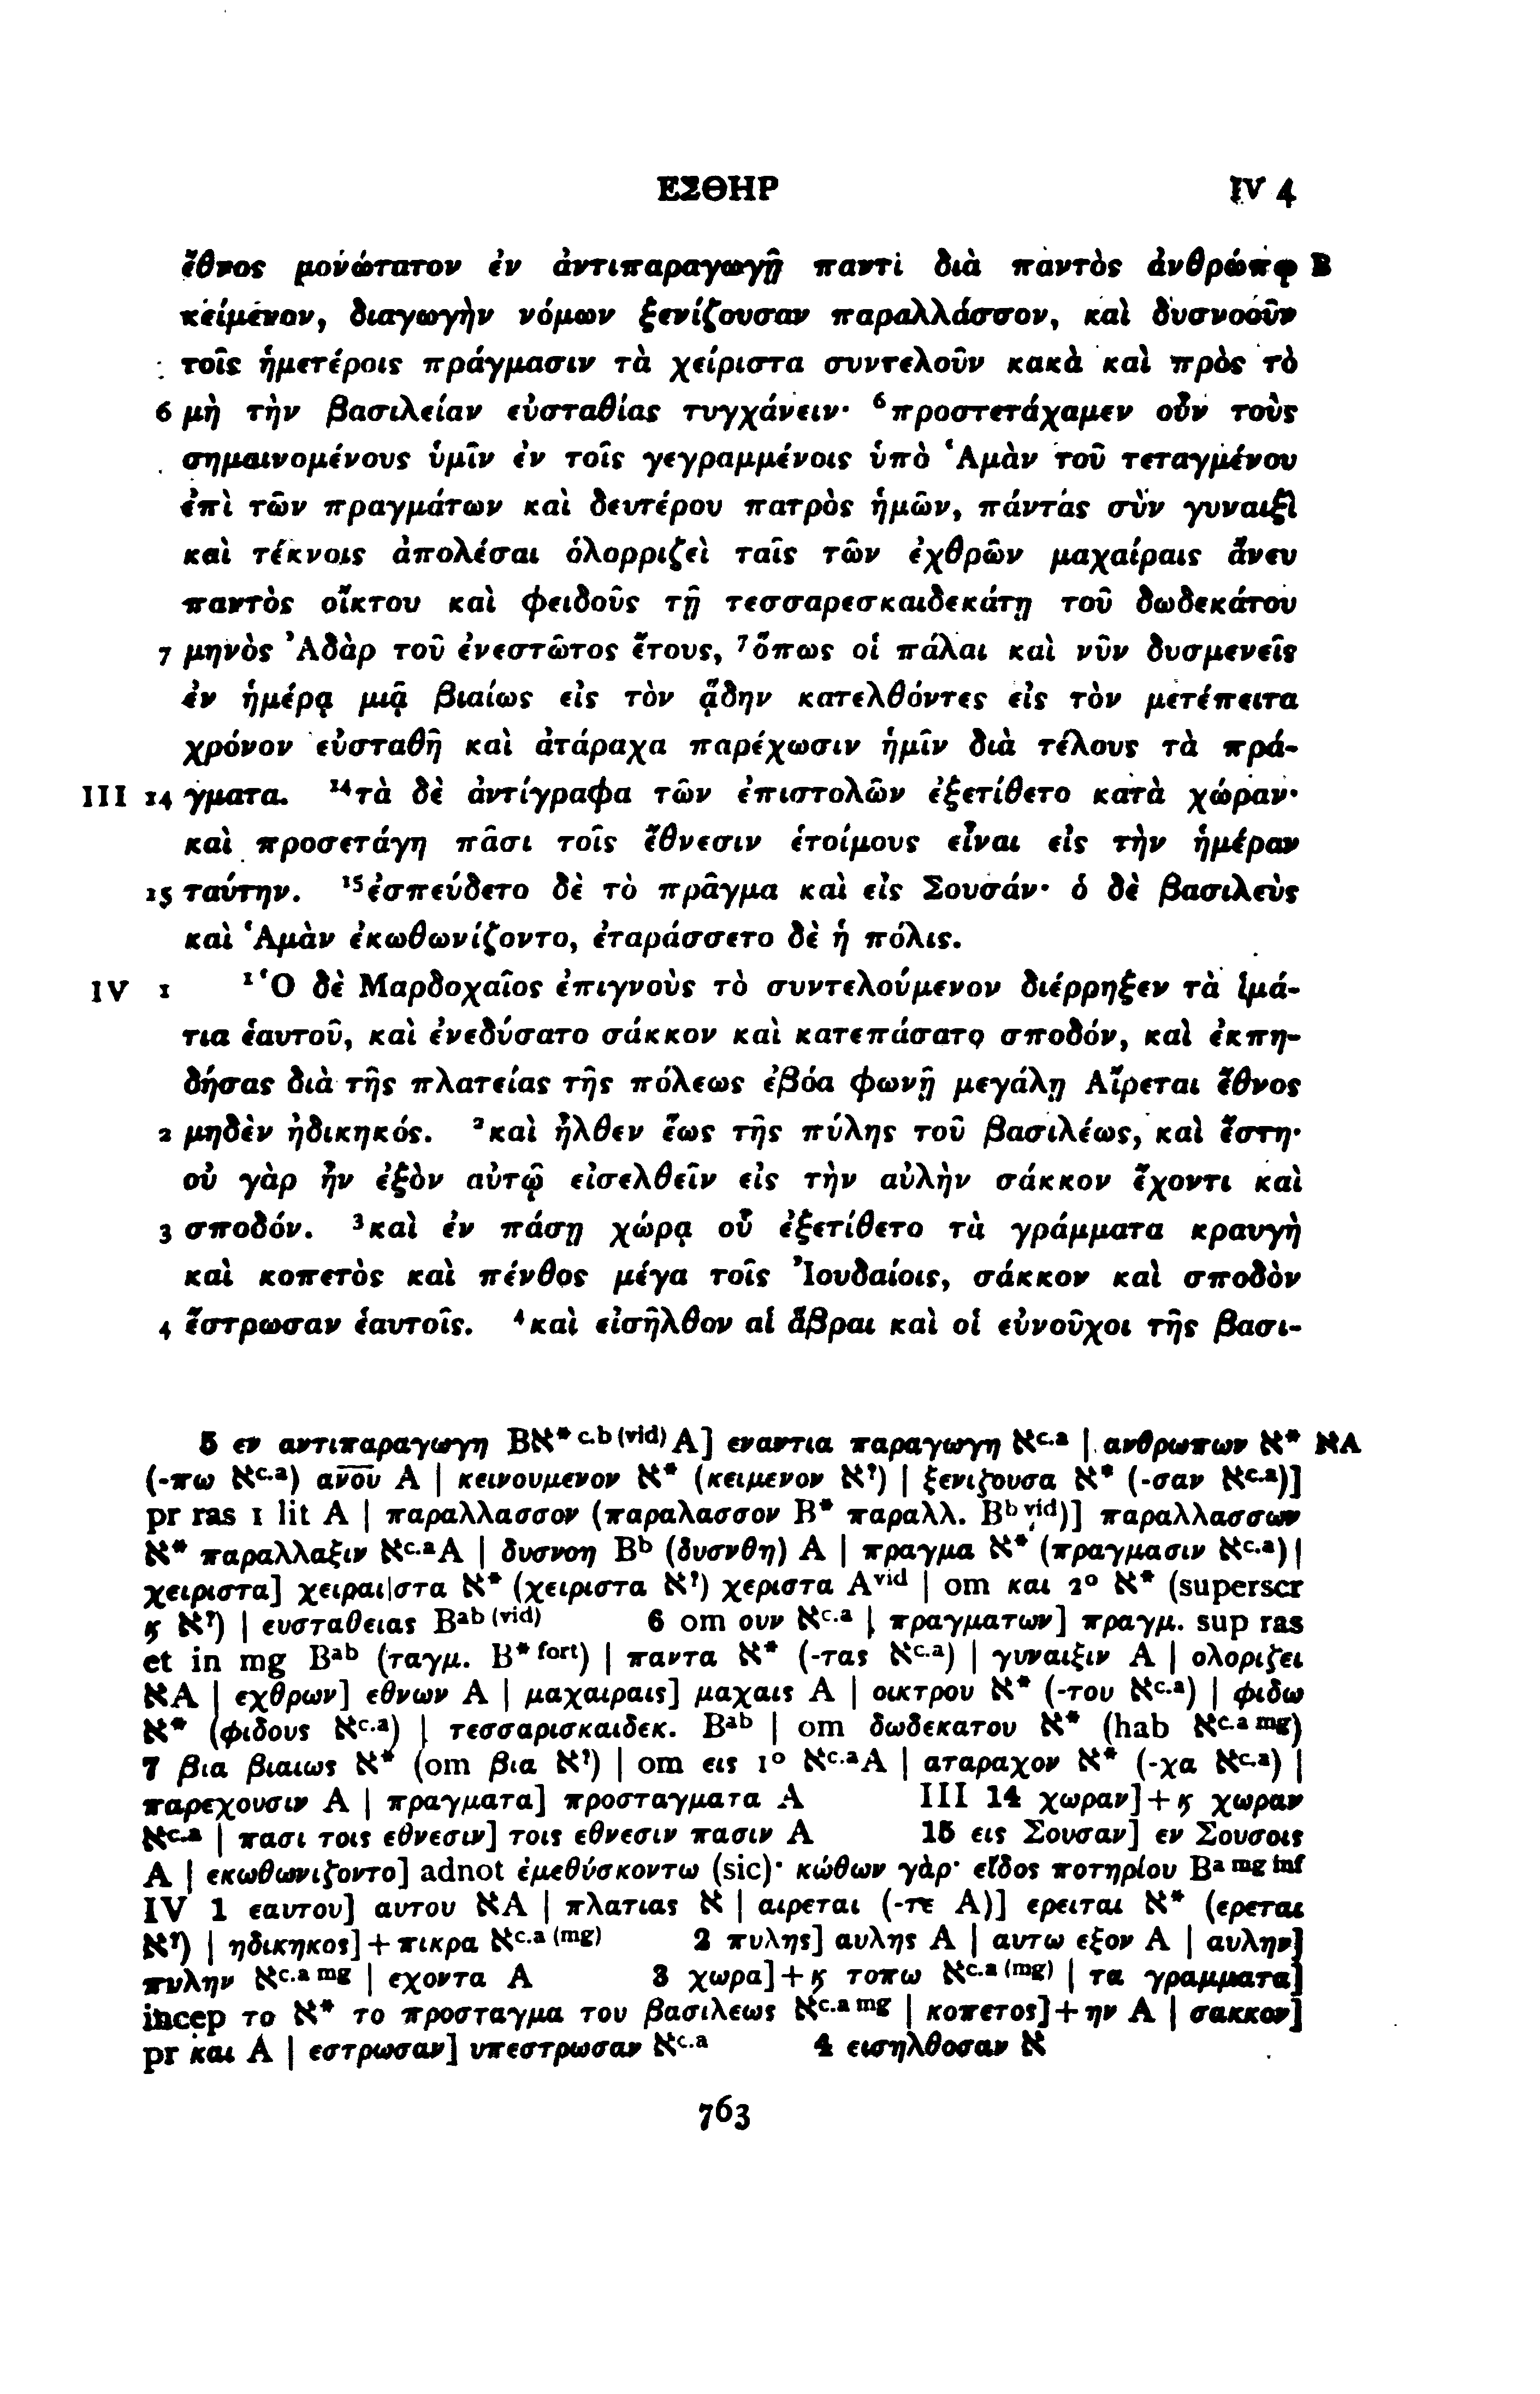 ΕΣΘΗΡ IV 4
ἔθνος μονώτατον ἐν ἀντιπαραγωγῇ παντὶ διὰ παντὸς ἀνθρώπῳ B
κείμενον, διαγωγὴν νόμων ξενίζουσαν παραλλάσσον, καὶ δυσνοοῦν
τοῖς ἡμετέροις πράγμασιν τὰ χείριστα συντελοῦν κακὰ καὶ πρὸς τὸ
6 μὴ τὴν βασιλείαν εὐσταθίας τυγχάνειν· ⁶προστετάχαμεν οὖν τοὺς
σημαινομένους ὑμῖν ἐν τοῖς γεγραμμένοις ὑπὸ Ἁμὰν τοῦ τεταγμένου
ἐπὶ τῶν πραγμάτων καὶ δευτέρου πατρὸς ἡμῶν, πάντας σὺν γυναιξὶ
καὶ τέκνοις ἀπολέσαι ὁλορριζεὶ ταῖς τῶν ἐχθρῶν μαχαίραις ἄνευ
παντὸς οἴκτου καὶ φειδοῦς τῇ τεσσαρεσκαιδεκάτῃ τοῦ δωδεκάτου
7 μηνὸς Ἀδὰρ τοῦ ἐνεστῶτος ἔτους, ⁷ὅπως οἱ πάλαι καὶ νῦν δυσμενεῖς
ἐν ἡμέρᾳ μιᾷ βιαίως εἰς τὸν ᾅδην κατελθόντες εἰς τὸν μετέπειτα
χρόνον εὐσταθῆ καὶ ἀτάραχα παρέχωσιν ἡμῖν διὰ τέλους τὰ πρά-
III 14 γματα. ¹⁴τὰ δὲ ἀντίγραφα τῶν ἐπιστολῶν ἐξετίθετο κατὰ χώραν·
καὶ προσετάγη πᾶσι τοῖς ἔθνεσιν ἑτοίμους εἶναι εἰς τὴν ἡμέραν
15 ταύτην. ¹⁵ἐσπεύδετο δὲ τὸ πρᾶγμα καὶ εἰς Σουσάν· ὁ δὲ βασιλεὺς
καὶ Ἁμὰν ἐκωθωνίζοντο, ἐταράσσετο δὲ ἡ πόλις.
IV 1 ¹Ὁ δὲ Μαρδοχαῖος ἐπιγνοὺς τὸ συντελούμενον διέρρηξεν τὰ ἱμά-
τια ἑαυτοῦ, καὶ ἐνεδύσατο σάκκον καὶ κατεπάσατο σποδόν, καὶ ἐκπη-
δήσας διὰ τῆς πλατείας τῆς πόλεως ἐβόα φωνῇ μεγάλῃ Αἴρεται ἔθνος
2 μηδὲν ἠδικηκός. ²καὶ ἦλθεν ἕως τῆς πύλης τοῦ βασιλέως, καὶ ἔστη·
οὐ γὰρ ἦν ἐξὸν αὐτῷ εἰσελθεῖν εἰς τὴν αὐλὴν σάκκον ἔχοντι καὶ
3 σποδόν. ³καὶ ἐν πάσῃ χώρᾳ οὗ ἐξετίθετο τὰ γράμματα κραυγὴ
καὶ κοπετὸς καὶ πένθος μέγα τοῖς Ἰουδαίοις, σάκκον καὶ σποδὸν
4 ἔστρωσαν ἑαυτοῖς. ⁴καὶ εἰσῆλθον αἱ ἅβραι καὶ οἱ εὐνοῦχοι τῆς βασι-
5 εν αντιπαραγωγη Bא* c.b (vid) A] εναντια παραγωγη אc.a | ανθρωπων א* אA
(-πω אc.a) αν̅ο̅υ̅ A | κεινουμενον א* (κειμενον א?) | ξενιζουσα א* (-σαν אc.a)]
pr ras 1 lit A | παραλλασσον (παραλασσον B* παραλλ. Bb vid)] παραλλασσων
א* παραλλαξιν אc.a A | δυσνοη Bb (δυσνθη) A | πραγμα א* (πραγμασιν אc.a) |
χειριστα] χειραι|στα א* (χειριστα א?) χεριστα Avid | om και 2° א* (superscr
ϗ א?) | ευσταθειας Bab (vid) 6 om ουν אc.a | πραγματων] πραγμ. sup ras
et in mg Bab (ταγμ. B* fort) | παντα א* (-τας אc.a) | γυναιξιν A | ολοριζει
אA | εχθρων] εθνων A | μαχαιραις] μαχαις A | οικτρου א* (-του אc.a) | φιδω
א* (φιδους אc.a) | τεσσαρισκαιδεκ. Bab | om δωδεκατου א* (hab אc.a mg)
7 βια βιαιως א* (om βια א?) | om εις 1° אc.a A | αταραχον א* (-χα אc.a) |
παρεχουσιν A | πραγματα] προσταγματα A III 14 χωραν]+ϗ χωραν
אc.a | πασι τοις εθνεσιν] τοις εθνεσιν πασιν A 15 εις Σουσαν] εν Σουσοις
A | εκωθωνιζοντο] adnot ἐμεθύσκοντω (sic)· κώθων γὰρ· εἶδος ποτηρίου Ba mg inf
IV 1 εαυτου] αυτου אA | πλατιας א | αιρεται (-τε A)] ερειται א* (ερεται
א?) | ηδικηκος]+πικρα אc.a (mg) 2 πυλης] αυλης A | αυτω εξον A | αυλην]
πυλην אc.a mg | εχοντα A 3 χωρα]+ϗ τοπω אc.a (mg) | τα γραμματα]
incep το א* το προσταγμα του βασιλεως אc.a mg | κοπετος]+ην A | σακκον]
pr και A | εστρωσαν] υπεστρωσαν אc.a 4 εισηλθοσαν א
763